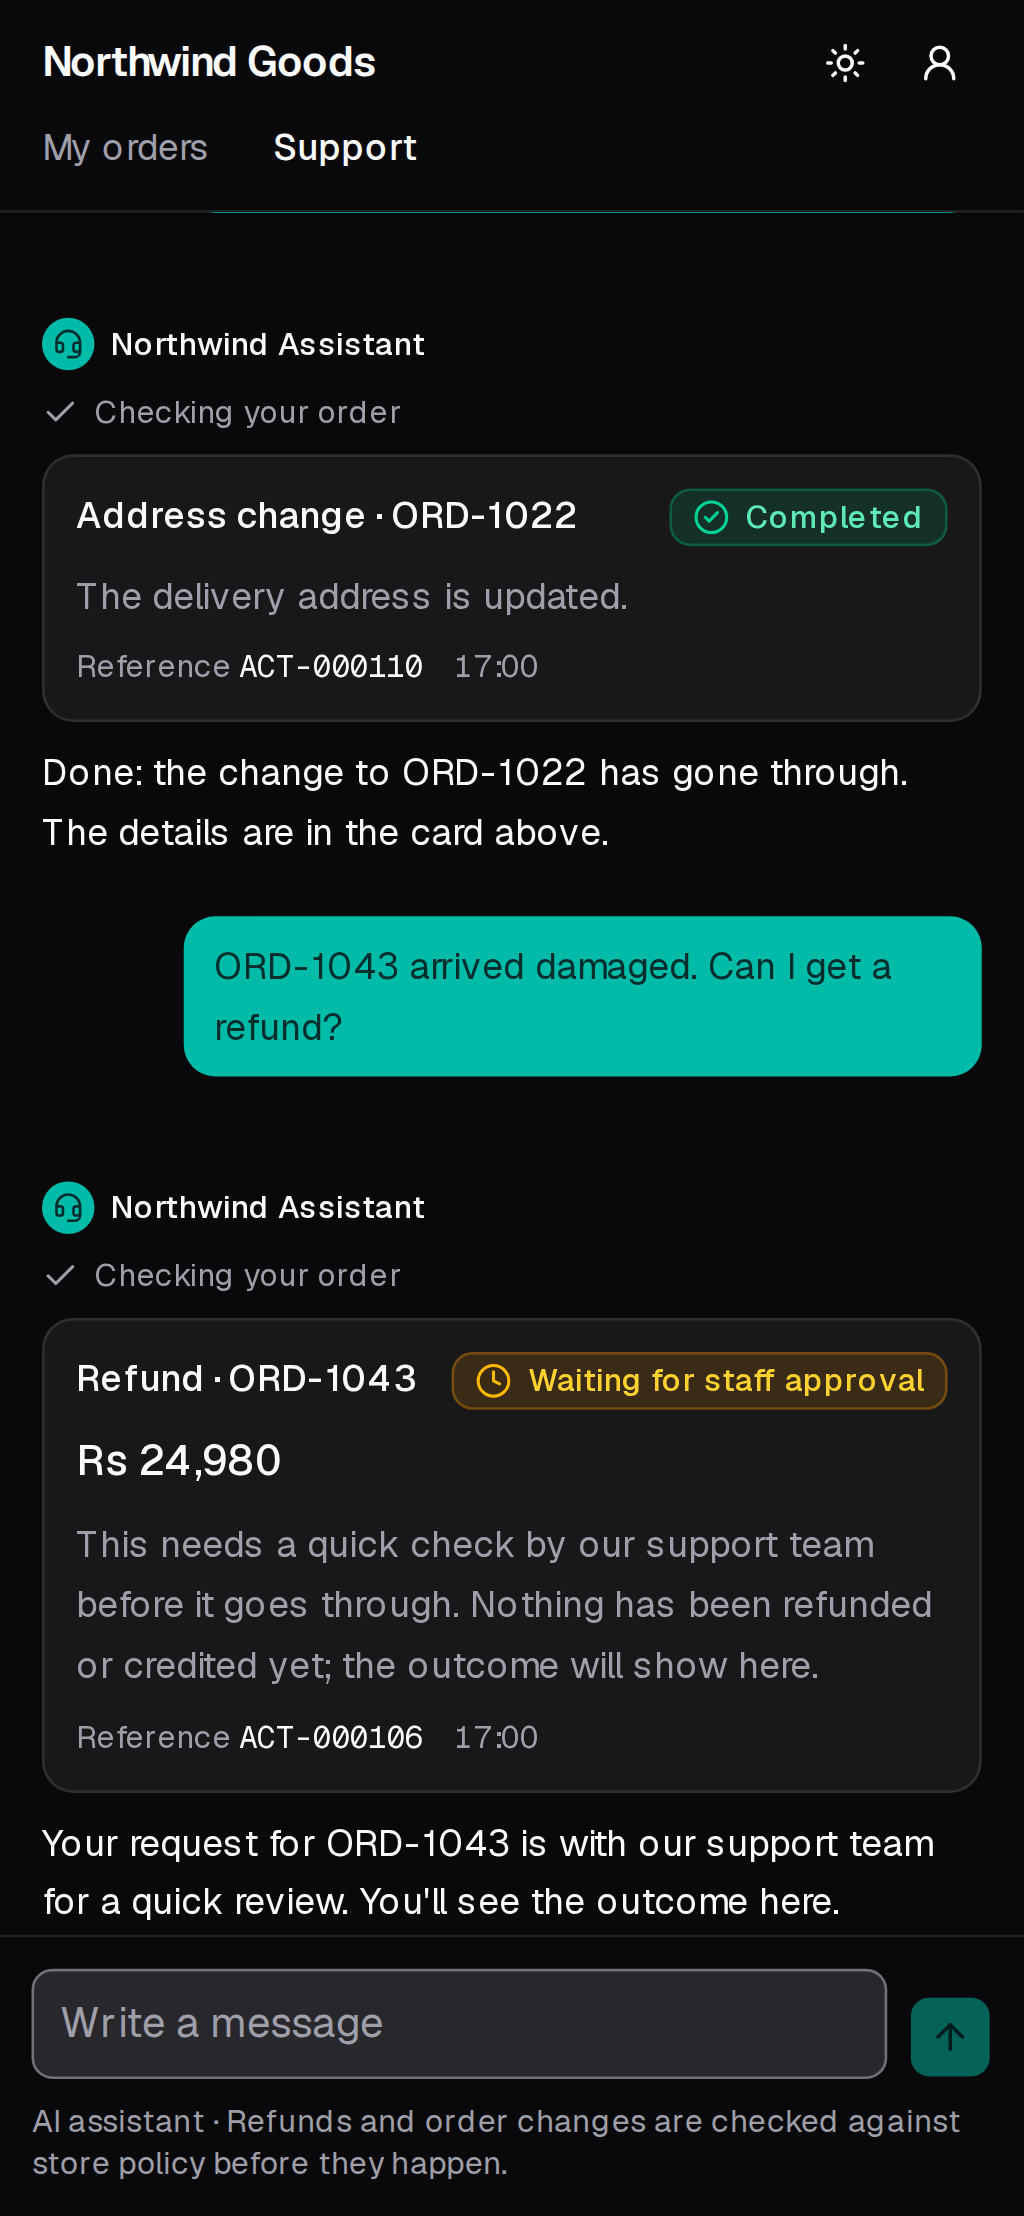 Northwind Goods
My orders Support
Northwind Assistant
Checking your order
Address change · ORD-1022 Completed
The delivery address is updated.
Reference ACT-000110 17:00
Done: the change to ORD-1022 has gone through.
The details are in the card above.
ORD-1043 arrived damaged. Can I get a
refund?
Northwind Assistant
Checking your order
Refund · ORD-1043 Waiting for staff approval
Rs 24,980
This needs a quick check by our support team
before it goes through. Nothing has been refunded
or credited yet; the outcome will show here.
Reference ACT-000106 17:00
Your request for ORD-1043 is with our support team
for a quick review. You'll see the outcome here.
Write a message
AI assistant · Refunds and order changes are checked against
store policy before they happen.